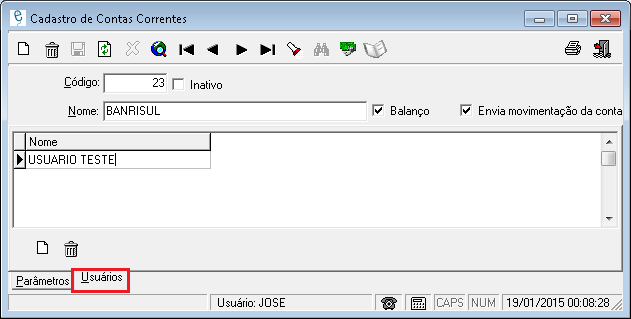 Cadastro de Contas Correntes
Código: 23 Inativo
Nome: BANRISUL Balanço Envia movimentação da conta
Nome
USUARIO TESTE
Parâmetros Usuários
Usuário: JOSE CAPS NUM 19/01/2015 00:08:28